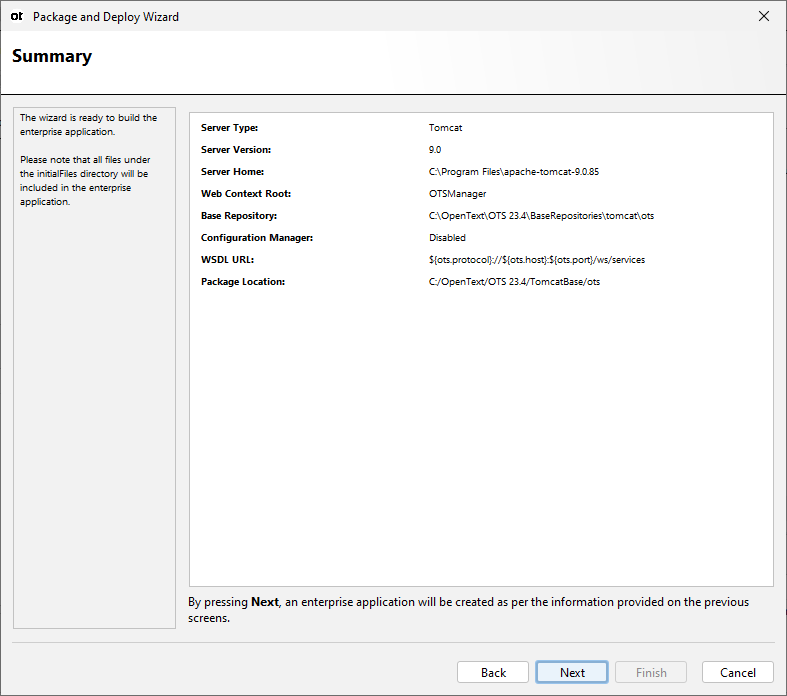 ot Package and Deploy Wizard
Summary
The wizard is ready to build the
enterprise application.
Please note that all files under
the initialFiles directory will be
included in the enterprise
application.
Server Type: Tomcat
Server Version: 9.0
Server Home: C:\Program Files\apache-tomcat-9.0.85
Web Context Root: OTSManager
Base Repository: C:\OpenText\OTS 23.4\BaseRepositories\tomcat\ots
Configuration Manager: Disabled
WSDL URL: ${ots.protocol}://${ots.host}:${ots.port}/ws/services
Package Location: C:/OpenText/OTS 23.4/TomcatBase/ots
By pressing Next, an enterprise application will be created as per the information provided on the previous
screens.
Back Next Finish Cancel